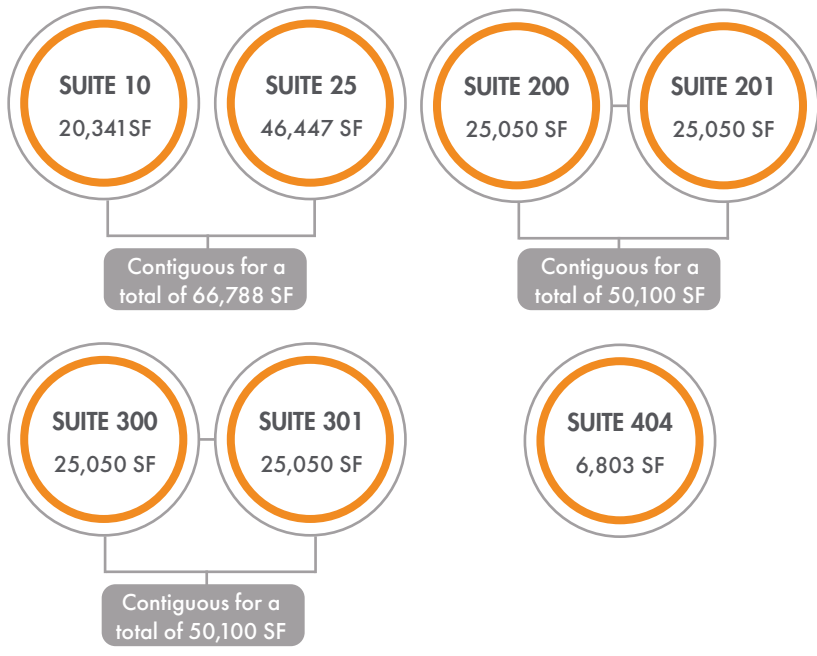 SUITE 10
20,341SF
SUITE 25
46,447 SF
Contiguous for a
total of 66,788 SF
SUITE 200
25,050 SF
SUITE 201
25,050 SF
Contiguous for a
total of 50,100 SF
SUITE 300
25,050 SF
SUITE 301
25,050 SF
Contiguous for a
total of 50,100 SF
SUITE 404
6,803 SF